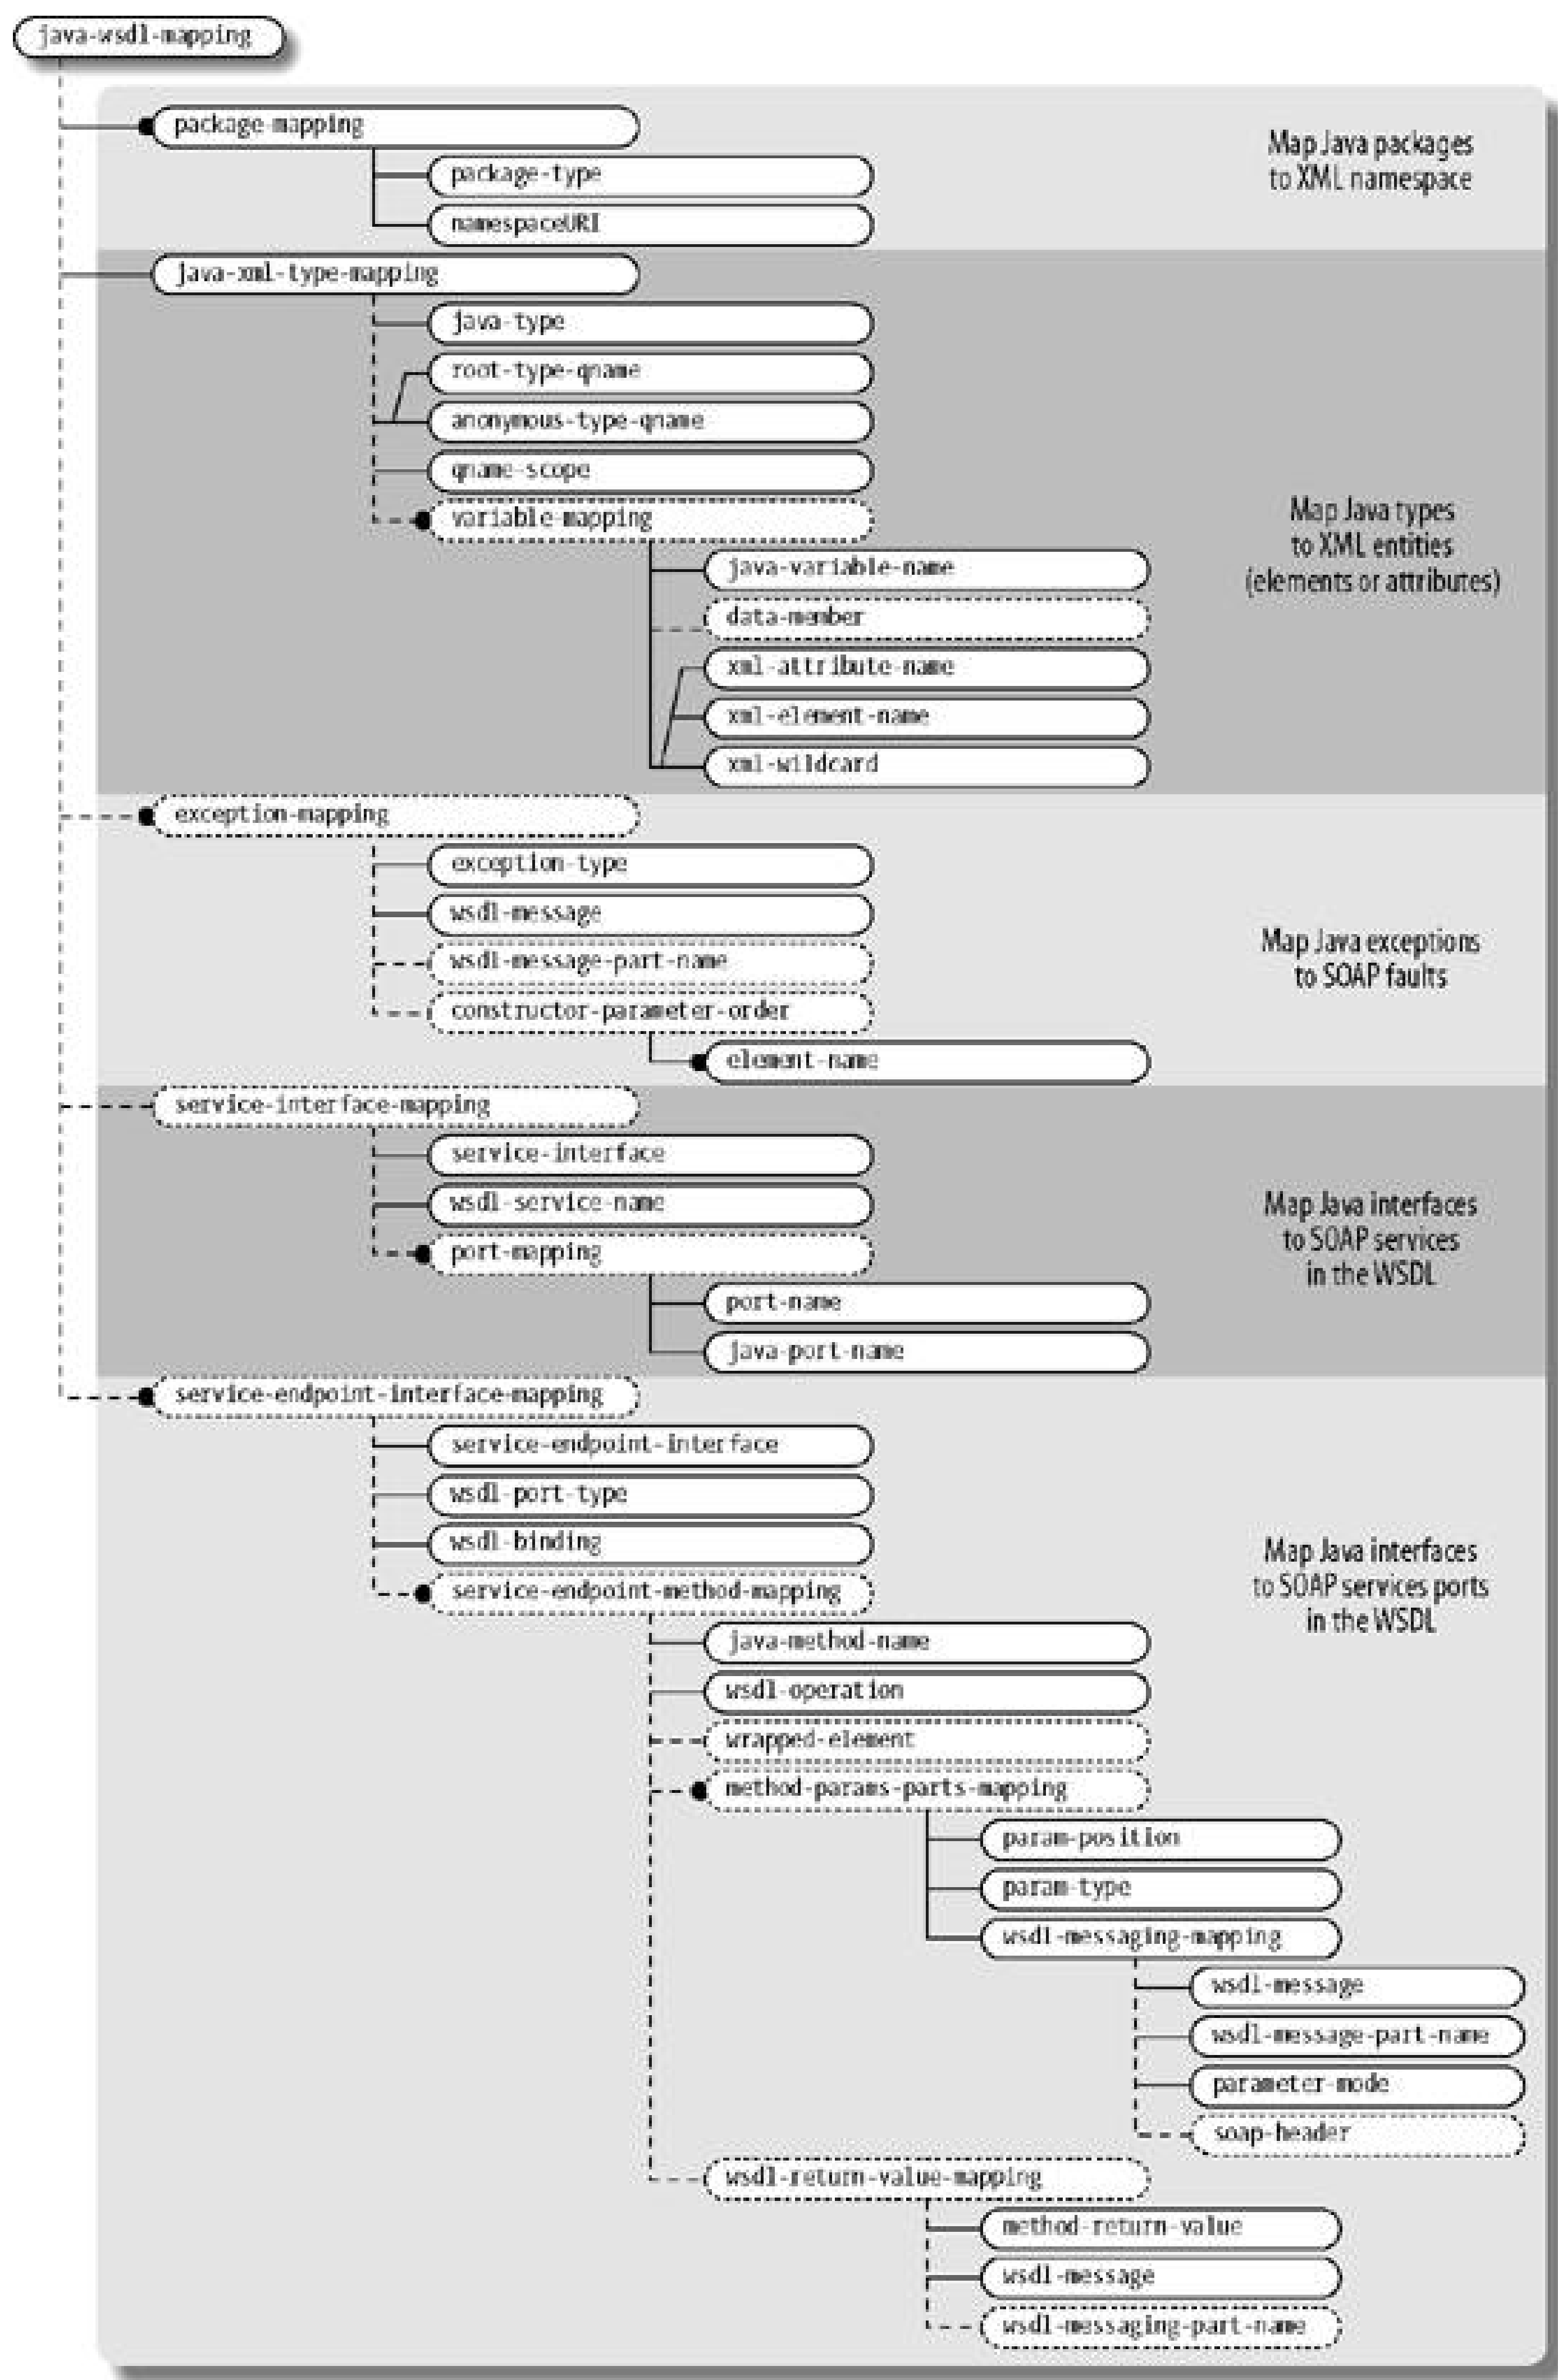 java-wsdl-mapping
package-mapping
Map Java packages
to XML namespace
package-type
namespaceURI
java-xml-type-mapping
java-type
root-type-qname
anonymous-type-qname
qname-scope
variable-mapping
Map Java types
to XML entities
(elements or attributes)
java-variable-name
data-member
xml-attribute-name
xml-element-name
xml-wildcard
exception-mapping
exception-type
wsdl-message
wsdl-message-part-name
constructor-parameter-order
element-name
Map Java exceptions
to SOAP faults
service-interface-mapping
service-interface
wsdl-service-name
port-mapping
port-name
java-port-name
Map Java interfaces
to SOAP services
in the WSDL
service-endpoint-interface-mapping
service-endpoint-interface
wsdl-port-type
wsdl-binding
service-endpoint-method-mapping
Map Java interfaces
to SOAP services ports
in the WSDL
java-method-name
wsdl-operation
wrapped-element
method-params-parts-mapping
param-position
param-type
wsdl-messaging-mapping
wsdl-message
wsdl-message-part-name
parameter-mode
soap-header
wsdl-return-value-mapping
method-return-value
wsdl-message
wsdl-messaging-part-name